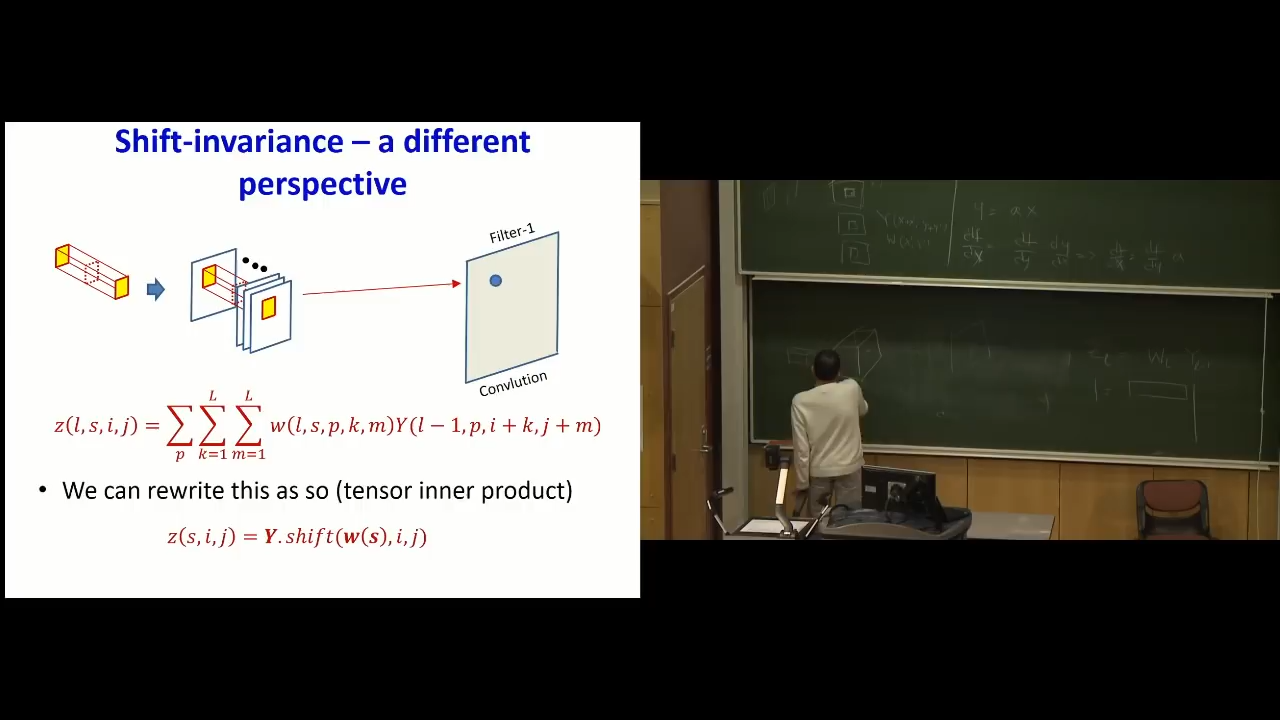 Shift-invariance – a different
perspective
Filter-1
Convlution
z(l, s, i, j) = ∑_p ∑_{k=1}^{L} ∑_{m=1}^{L} w(l, s, p, k, m)Y(l − 1, p, i + k, j + m)
• We can rewrite this as so (tensor inner product)
z(s, i, j) = Y.shift(w(s), i, j)
y = a x